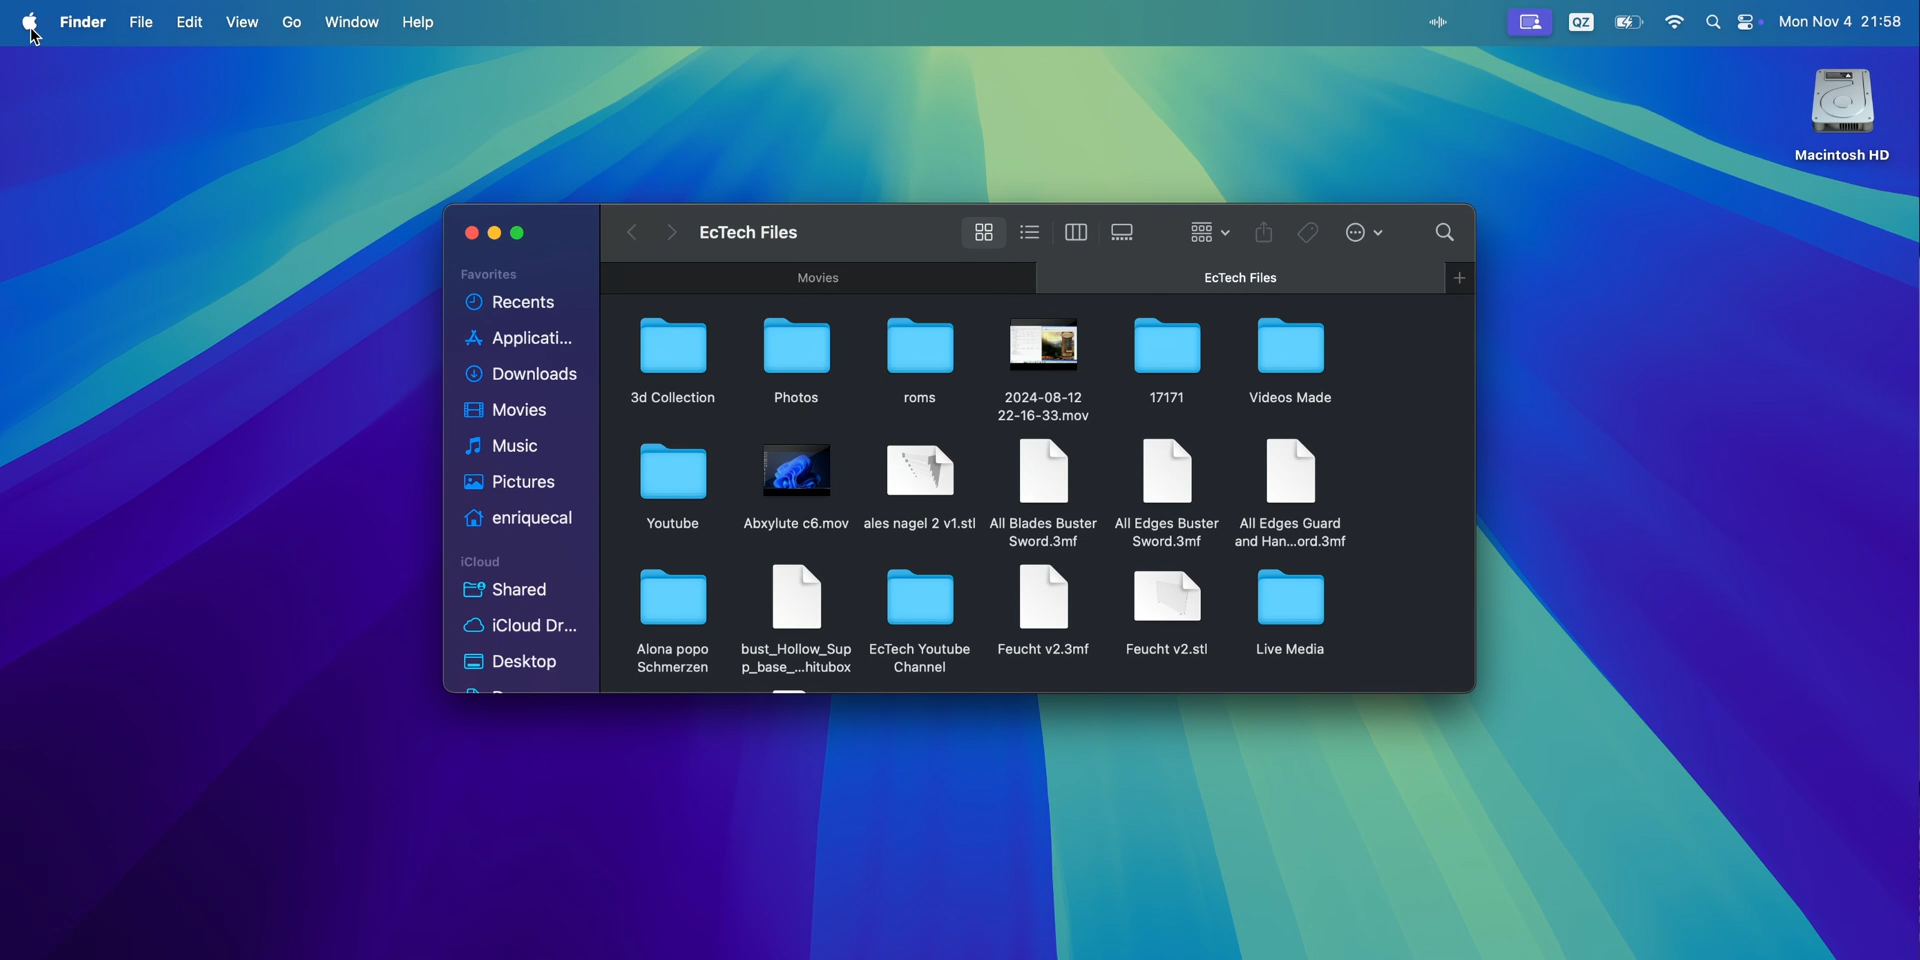 Finder File Edit View Go Window Help QZ Mon Nov 4 21:58
Macintosh HD
EcTech Files
Movies EcTech Files
Favorites
Recents
Applicati...
Downloads
Movies
Music
Pictures
enriquecal
iCloud
Shared
iCloud Dr...
Desktop
3d Collection
Photos
roms
2024-08-12
22-16-33.mov
17171
Videos Made
Youtube
Abxylute c6.mov
ales nagel 2 v1.stl
All Blades Buster
Sword.3mf
All Edges Buster
Sword.3mf
All Edges Guard
and Han...ord.3mf
Alona popo
Schmerzen
bust_Hollow_Sup
p_base_...hitubox
EcTech Youtube
Channel
Feucht v2.3mf
Feucht v2.stl
Live Media